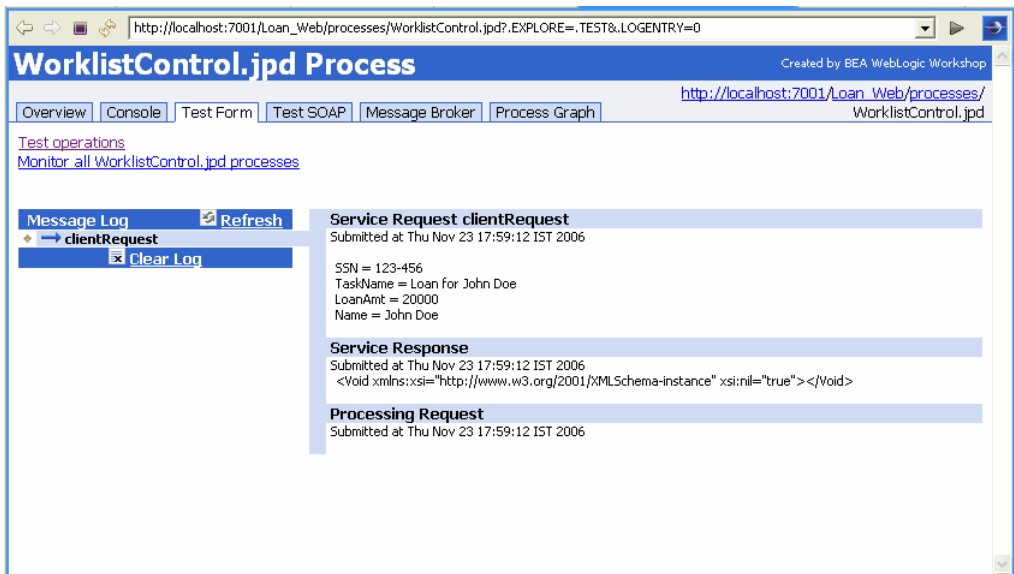 http://localhost:7001/Loan_Web/processes/WorklistControl.jpd?.EXPLORE=.TEST&.LOGENTRY=0
WorklistControl.jpd Process
Created by BEA WebLogic Workshop
http://localhost:7001/Loan_Web/processes/
WorklistControl.jpd
Overview Console Test Form Test SOAP Message Broker Process Graph
Test operations
Monitor all WorklistControl.jpd processes
Message Log Refresh
clientRequest
Clear Log
Service Request clientRequest
Submitted at Thu Nov 23 17:59:12 IST 2006
SSN = 123-456
TaskName = Loan for John Doe
LoanAmt = 20000
Name = John Doe
Service Response
Submitted at Thu Nov 23 17:59:12 IST 2006
<Void xmlns:xsi="http://www.w3.org/2001/XMLSchema-instance" xsi:nil="true"></Void>
Processing Request
Submitted at Thu Nov 23 17:59:12 IST 2006